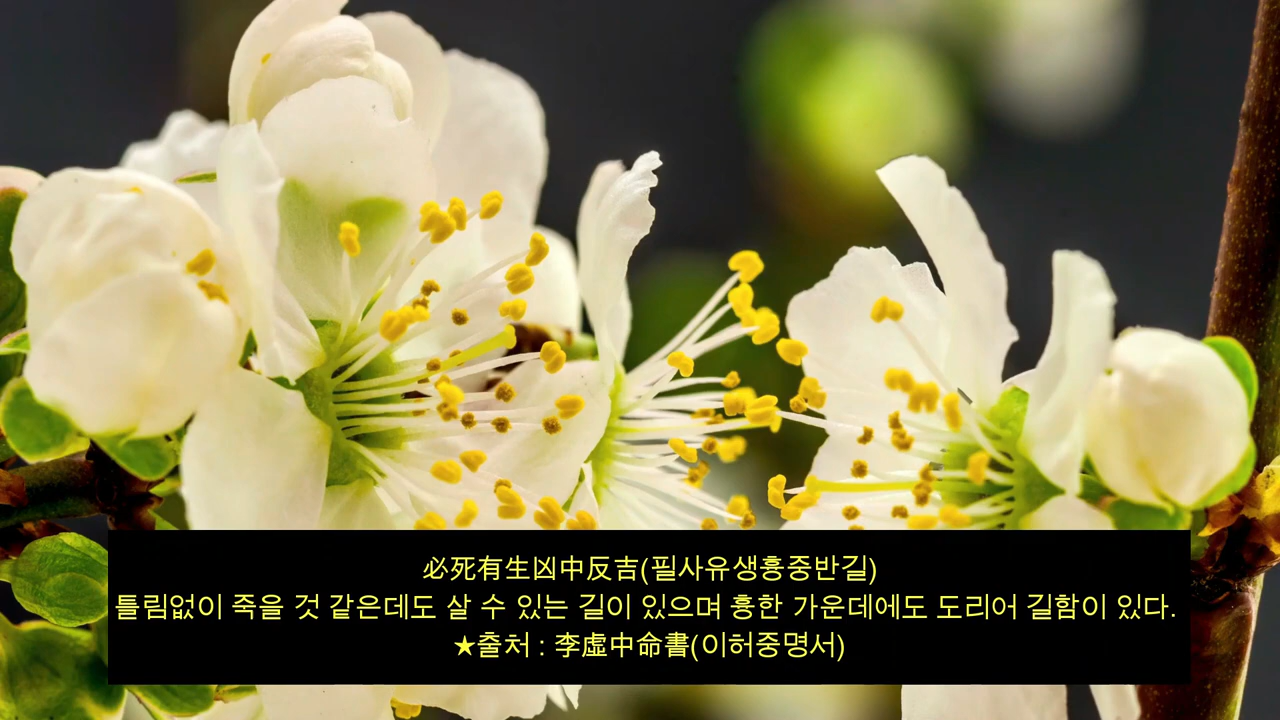 必死有生凶中反吉(필사유생흉중반길)
틀림없이 죽을 것 같은데도 살 수 있는 길이 있으며 흉한 가운데에도 도리어 길함이 있다.
★출처 : 李虛中命書(이허중명서)